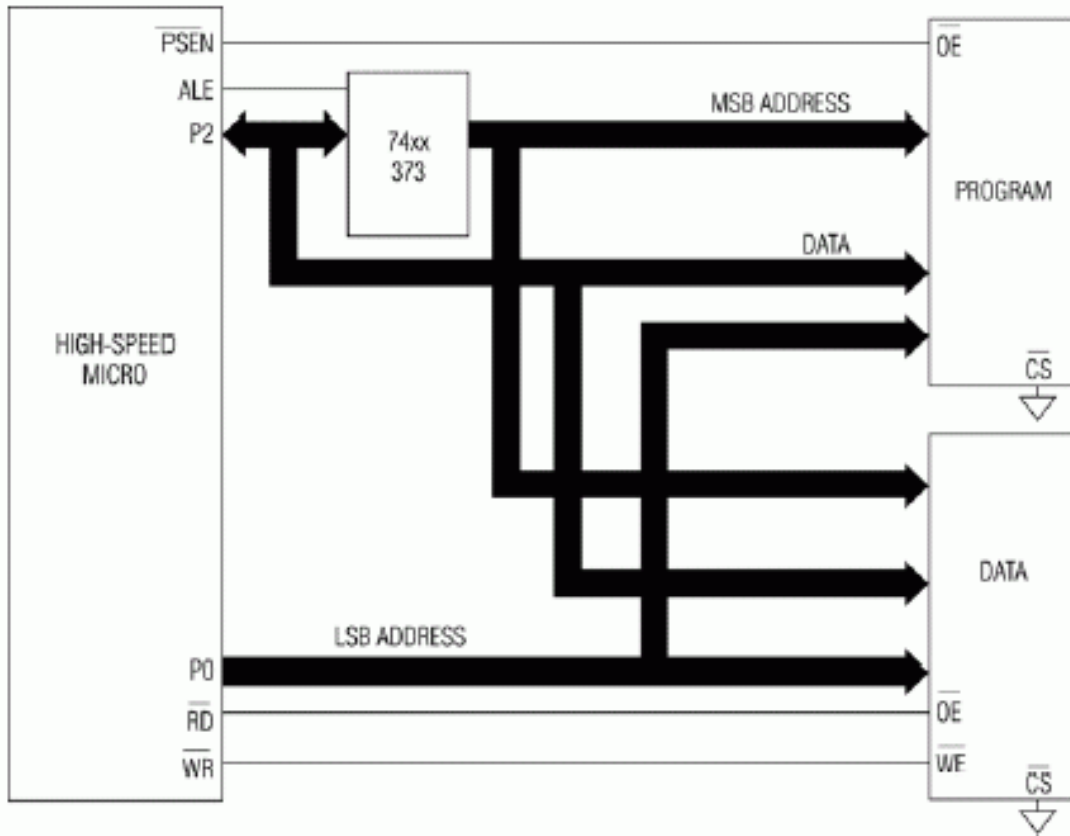 PSEN
OE
ALE
MSB ADDRESS
P2
74xx
373
PROGRAM
DATA
HIGH-SPEED
MICRO
CS
DATA
LSB ADDRESS
P0
RD
OE
WR
WE
CS